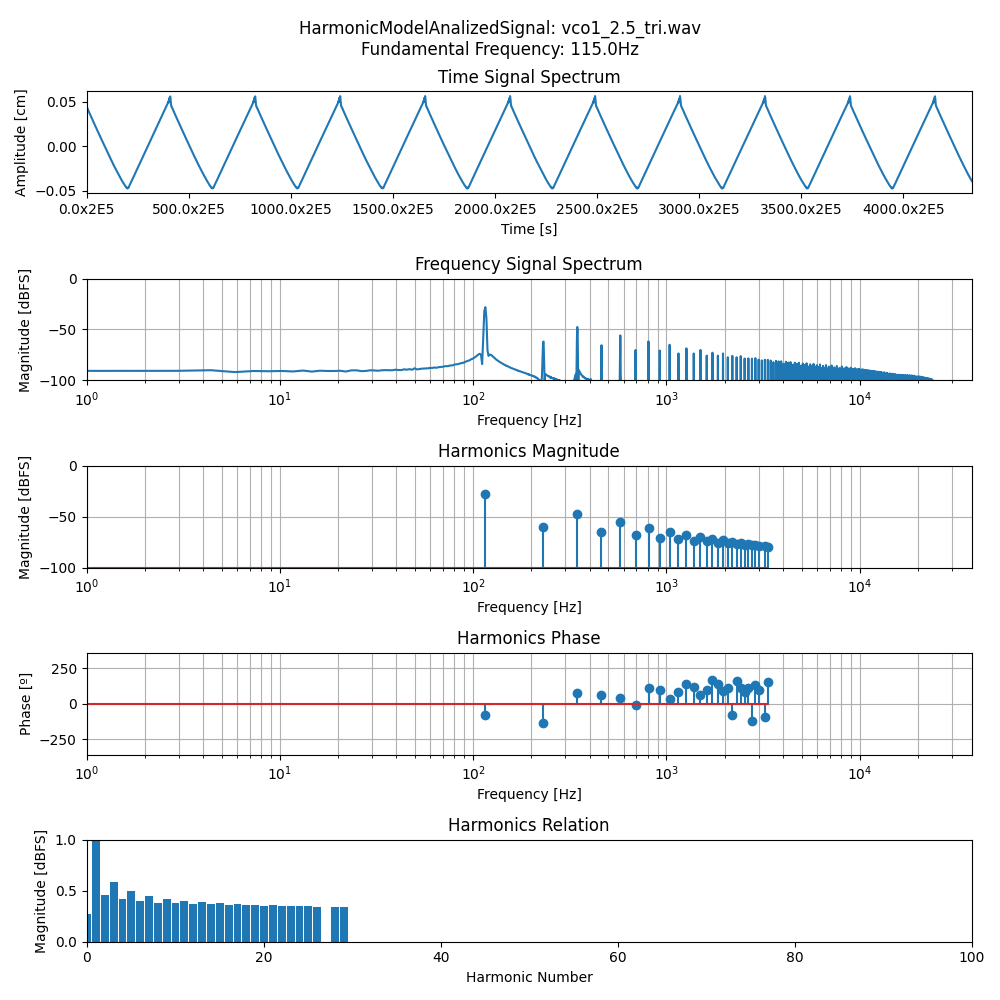 HarmonicModelAnalizedSignal: vco1_2.5_tri.wav
Fundamental Frequency: 115.0Hz
Time Signal Spectrum
Amplitude [cm]
0.05
0.00
−0.05
0.0x2E5 500.0x2E5 1000.0x2E5 1500.0x2E5 2000.0x2E5 2500.0x2E5 3000.0x2E5 3500.0x2E5 4000.0x2E5
Time [s]
Frequency Signal Spectrum
Magnitude [dBFS]
0
−50
−100
10⁰ 10¹ 10² 10³ 10⁴
Frequency [Hz]
Harmonics Magnitude
Magnitude [dBFS]
0
−50
−100
10⁰ 10¹ 10² 10³ 10⁴
Frequency [Hz]
Harmonics Phase
Phase [º]
250
0
−250
10⁰ 10¹ 10² 10³ 10⁴
Frequency [Hz]
Harmonics Relation
Magnitude [dBFS]
1.0
0.5
0.0
0 20 40 60 80 100
Harmonic Number